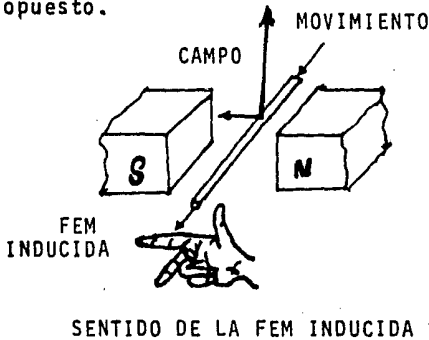 opuesto.
MOVIMIENTO
CAMPO
S
N
FEM
INDUCIDA
SENTIDO DE LA FEM INDUCIDA